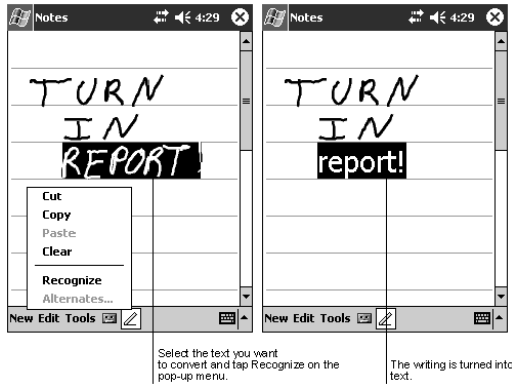 Notes 4:29
TURN
IN
REPORT!
Cut
Copy
Paste
Clear
Recognize
Alternates...
New Edit Tools
Select the text you want
to convert and tap Recognize on the
pop-up menu.
Notes 4:29
TURN
IN
report!
New Edit Tools
The writing is turned into
text.